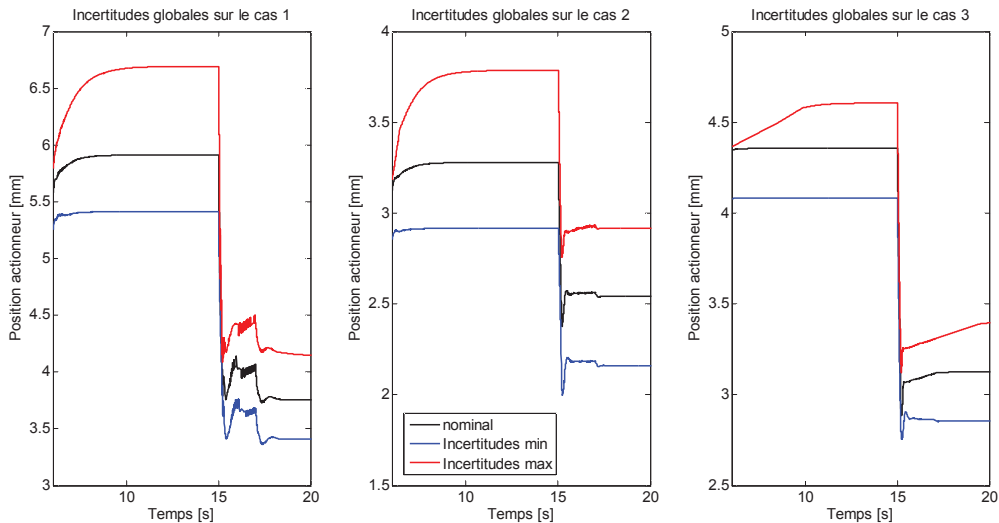 Incertitudes globales sur le cas 1
Position actionneur [mm]
7
6.5
6
5.5
5
4.5
4
3.5
3
10
15
20
Temps [s]
Incertitudes globales sur le cas 2
Position actionneur [mm]
4
3.5
3
2.5
2
1.5
10
15
20
Temps [s]
nominal
Incertitudes min
Incertitudes max
Incertitudes globales sur le cas 3
Position actionneur [mm]
5
4.5
4
3.5
3
2.5
10
15
20
Temps [s]